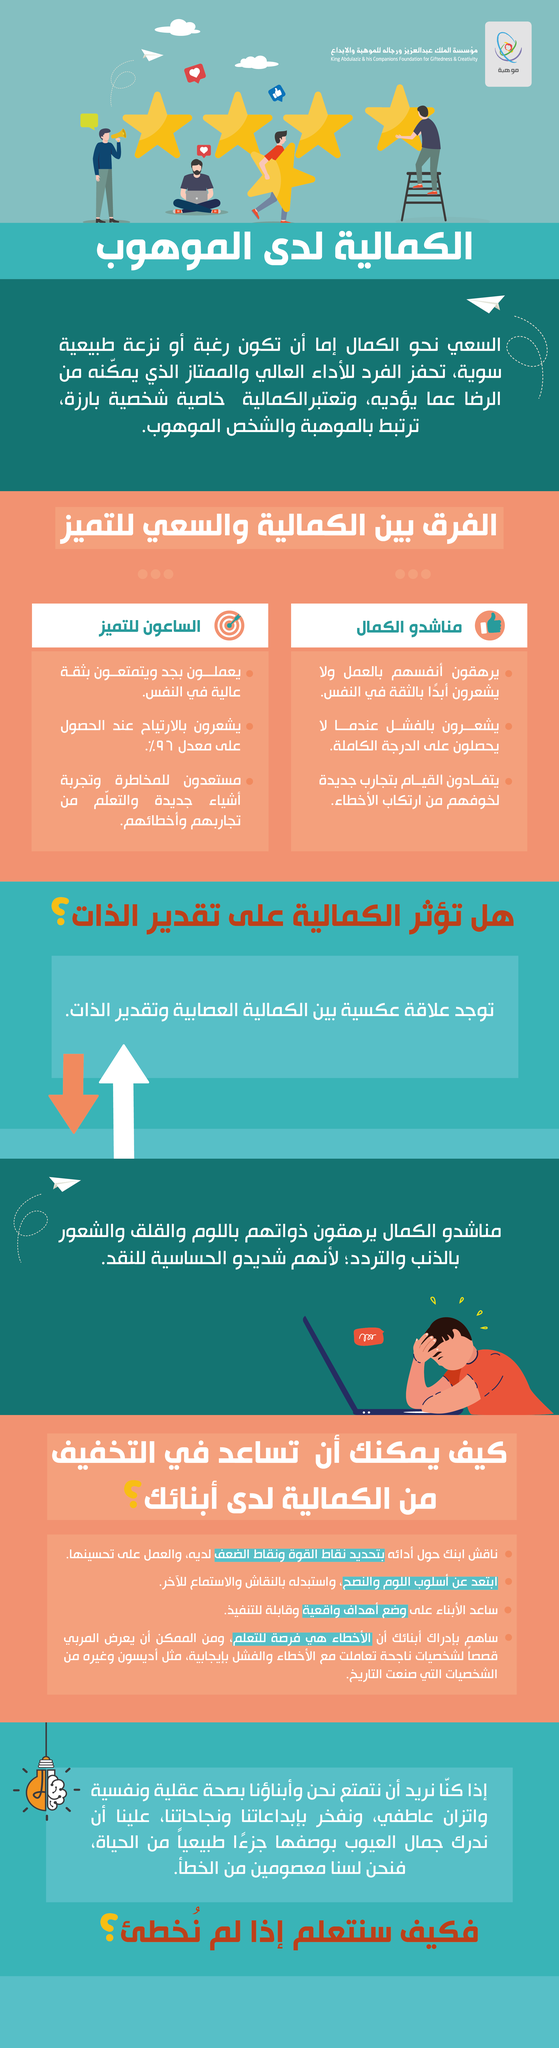 مؤسسة الملك عبدالعزيز ورجاله للموهبة والإبداع
King Abdulaziz & his Companions Foundation for Giftedness & Creativity
موهبة
الكمالية لدى الموهوب
السعي نحو الكمال إما أن تكون رغبة أو نزعة طبيعية
سوية، تحفز الفرد للأداء العالي والممتاز الذي يمكّنه من
الرضا عما يؤديه، وتعتبرالكمالية خاصية شخصية بارزة،
ترتبط بالموهبة والشخص الموهوب.
الفرق بين الكمالية والسعي للتميز
مناشدو الكمال
يرهقون أنفسهم بالعمل ولا
يشعرون أبدًا بالثقة في النفس.
يشعرون بالفشل عندما لا
يحصلون على الدرجة الكاملة.
يتفادون القيام بتجارب جديدة
لخوفهم من ارتكاب الأخطاء.
الساعون للتميز
يعملون بجد ويتمتعون بثقة
عالية في النفس.
يشعرون بالارتياح عند الحصول
على معدل ٩٦٪.
مستعدون للمخاطرة وتجربة
أشياء جديدة والتعلّم من
تجاربهم وأخطائهم.
هل تؤثر الكمالية على تقدير الذات؟
توجد علاقة عكسية بين الكمالية العصابية وتقدير الذات.
مناشدو الكمال يرهقون ذواتهم باللوم والقلق والشعور
بالذنب والتردد؛ لأنهم شديدو الحساسية للنقد.
كيف يمكنك أن تساعد في التخفيف
من الكمالية لدى أبنائك؟
ناقش ابنك حول أدائه بتحديد نقاط القوة ونقاط الضعف لديه، والعمل على تحسينها.
ابتعد عن أسلوب اللوم والنصح، واستبدله بالنقاش والاستماع للآخر.
ساعد الأبناء على وضع أهداف واقعية وقابلة للتنفيذ.
ساهم بإدراك أبنائك أن الأخطاء هي فرصة للتعلم، ومن الممكن أن يعرض المربي
قصصاً لشخصيات ناجحة تعاملت مع الأخطاء والفشل بإيجابية، مثل أديسون وغيره من
الشخصيات التي صنعت التاريخ.
إذا كنّا نريد أن نتمتع نحن وأبناؤنا بصحة عقلية ونفسية
واتزان عاطفي، ونفخر بإبداعاتنا ونجاحاتنا، علينا أن
ندرك جمال العيوب بوصفها جزءًا طبيعياً من الحياة،
فنحن لسنا معصومين من الخطأ.
فكيف سنتعلم إذا لم نُخطئ؟